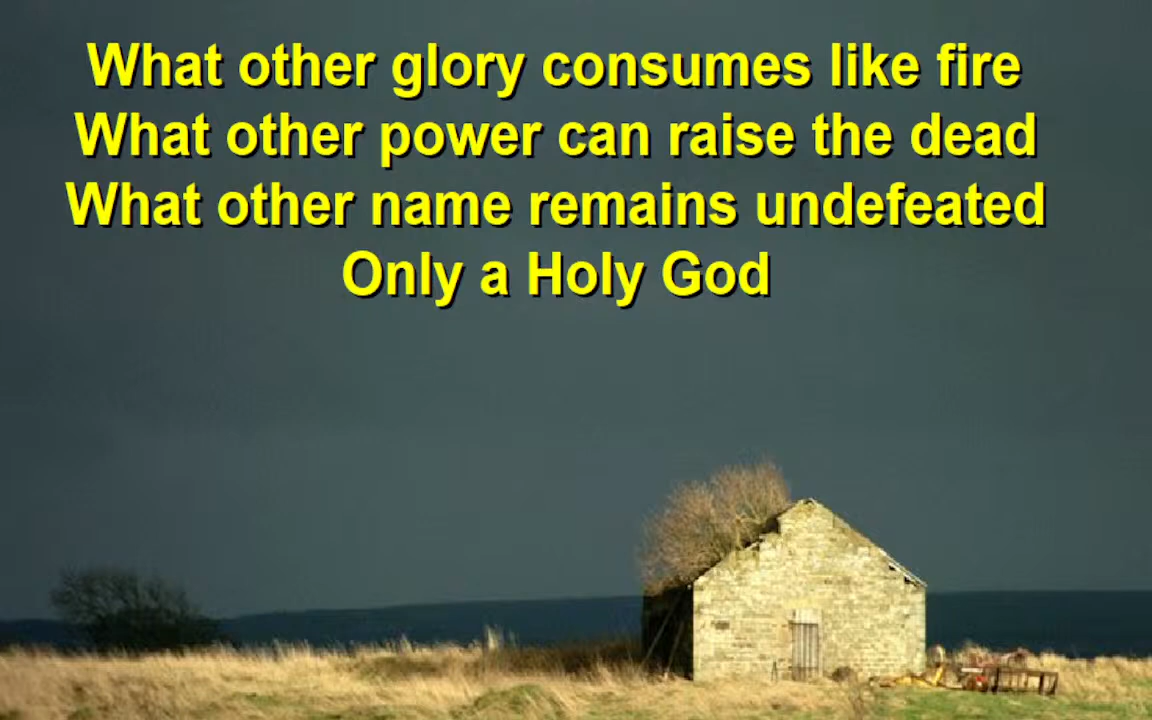 What other glory consumes like fire
What other power can raise the dead
What other name remains undefeated
Only a Holy God